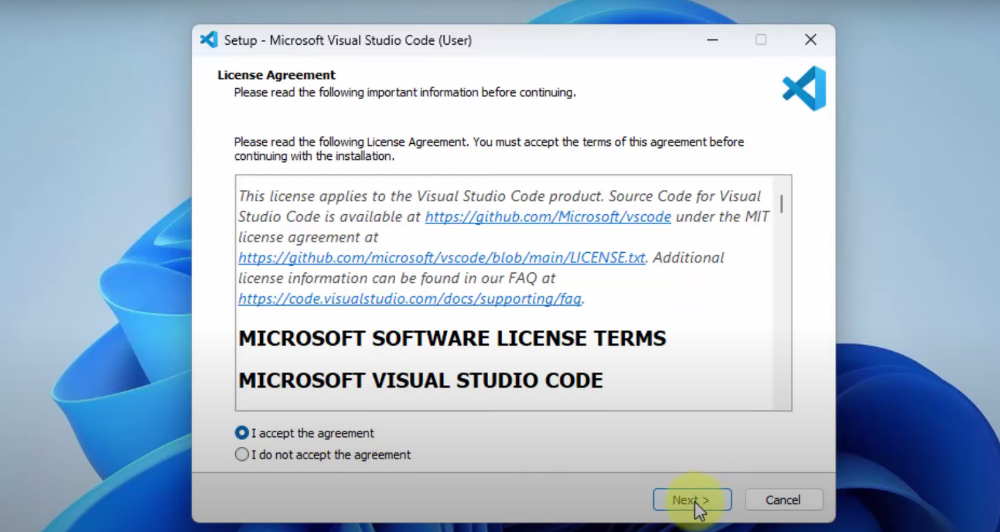 Setup - Microsoft Visual Studio Code (User)
License Agreement
Please read the following important information before continuing.
Please read the following License Agreement. You must accept the terms of this agreement before
continuing with the installation.
This license applies to the Visual Studio Code product. Source Code for Visual
Studio Code is available at https://github.com/Microsoft/vscode under the MIT
license agreement at
https://github.com/microsoft/vscode/blob/main/LICENSE.txt. Additional
license information can be found in our FAQ at
https://code.visualstudio.com/docs/supporting/faq.
MICROSOFT SOFTWARE LICENSE TERMS
MICROSOFT VISUAL STUDIO CODE
I accept the agreement
I do not accept the agreement
Next > Cancel